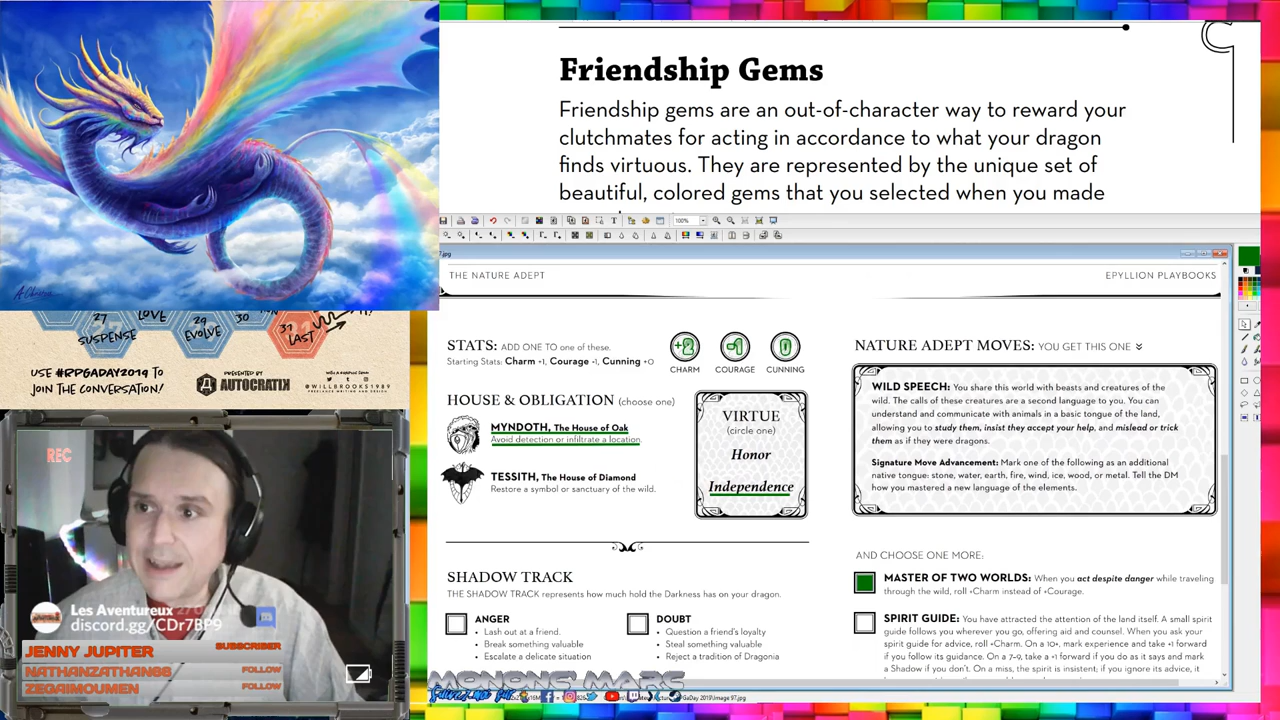 Friendship Gems
Friendship gems are an out-of-character way to reward your
clutchmates for acting in accordance to what your dragon
finds virtuous. They are represented by the unique set of
beautiful, colored gems that you selected when you made
100%
THE NATURE ADEPT
EPYLLION PLAYBOOKS
STATS: ADD ONE TO one of these.
Starting Stats: Charm +1, Courage -1, Cunning +0
+2
-1
0
CHARM
COURAGE
CUNNING
HOUSE & OBLIGATION (choose one)
MYNDOTH, The House of Oak
Avoid detection or infiltrate a location.
TESSITH, The House of Diamond
Restore a symbol or sanctuary of the wild.
VIRTUE
(circle one)
Honor
Independence
SHADOW TRACK
THE SHADOW TRACK represents how much hold the Darkness has on your dragon.
ANGER
• Lash out at a friend.
• Break something valuable
• Escalate a delicate situation
DOUBT
• Question a friend's loyalty
• Steal something valuable
• Reject a tradition of Dragonia
NATURE ADEPT MOVES: YOU GET THIS ONE
WILD SPEECH: You share this world with beasts and creatures of the
wild. The calls of these creatures are a second language to you. You can
understand and communicate with animals in a basic tongue of the land,
allowing you to study them, insist they accept your help, and mislead or trick
them as if they were dragons.
Signature Move Advancement: Mark one of the following as an additional
native tongue: stone, water, earth, fire, wind, ice, wood, or metal. Tell the DM
how you mastered a new language of the elements.
AND CHOOSE ONE MORE:
MASTER OF TWO WORLDS: When you act despite danger while traveling
through the wild, roll +Charm instead of +Courage.
SPIRIT GUIDE: You have attracted the attention of the land itself. A small spirit
guide follows you wherever you go, offering aid and counsel. When you ask your
spirit guide for advice, roll +Charm. On a 10+, mark experience and take +1 forward
if you follow its guidance. On a 7-9, take a +1 forward if you do as it says and mark
a Shadow if you don't. On a miss, the spirit is insistent; if you ignore its advice, it
27
SUSPENSE
LOVE
29
EVOLVE
30
31
LAST
USE #RPGADAY2019 TO
JOIN THE CONVERSATION!
PRESENTED BY
AUTOCRATIK
@WILLBROOKS1989
REC
Les Aventureux
discord.gg/CDr7BP9
JENNY JUPITER
SUBSCRIBER
NATHANZATHAN88
FOLLOW
ZEGAIMOUMEN
FOLLOW